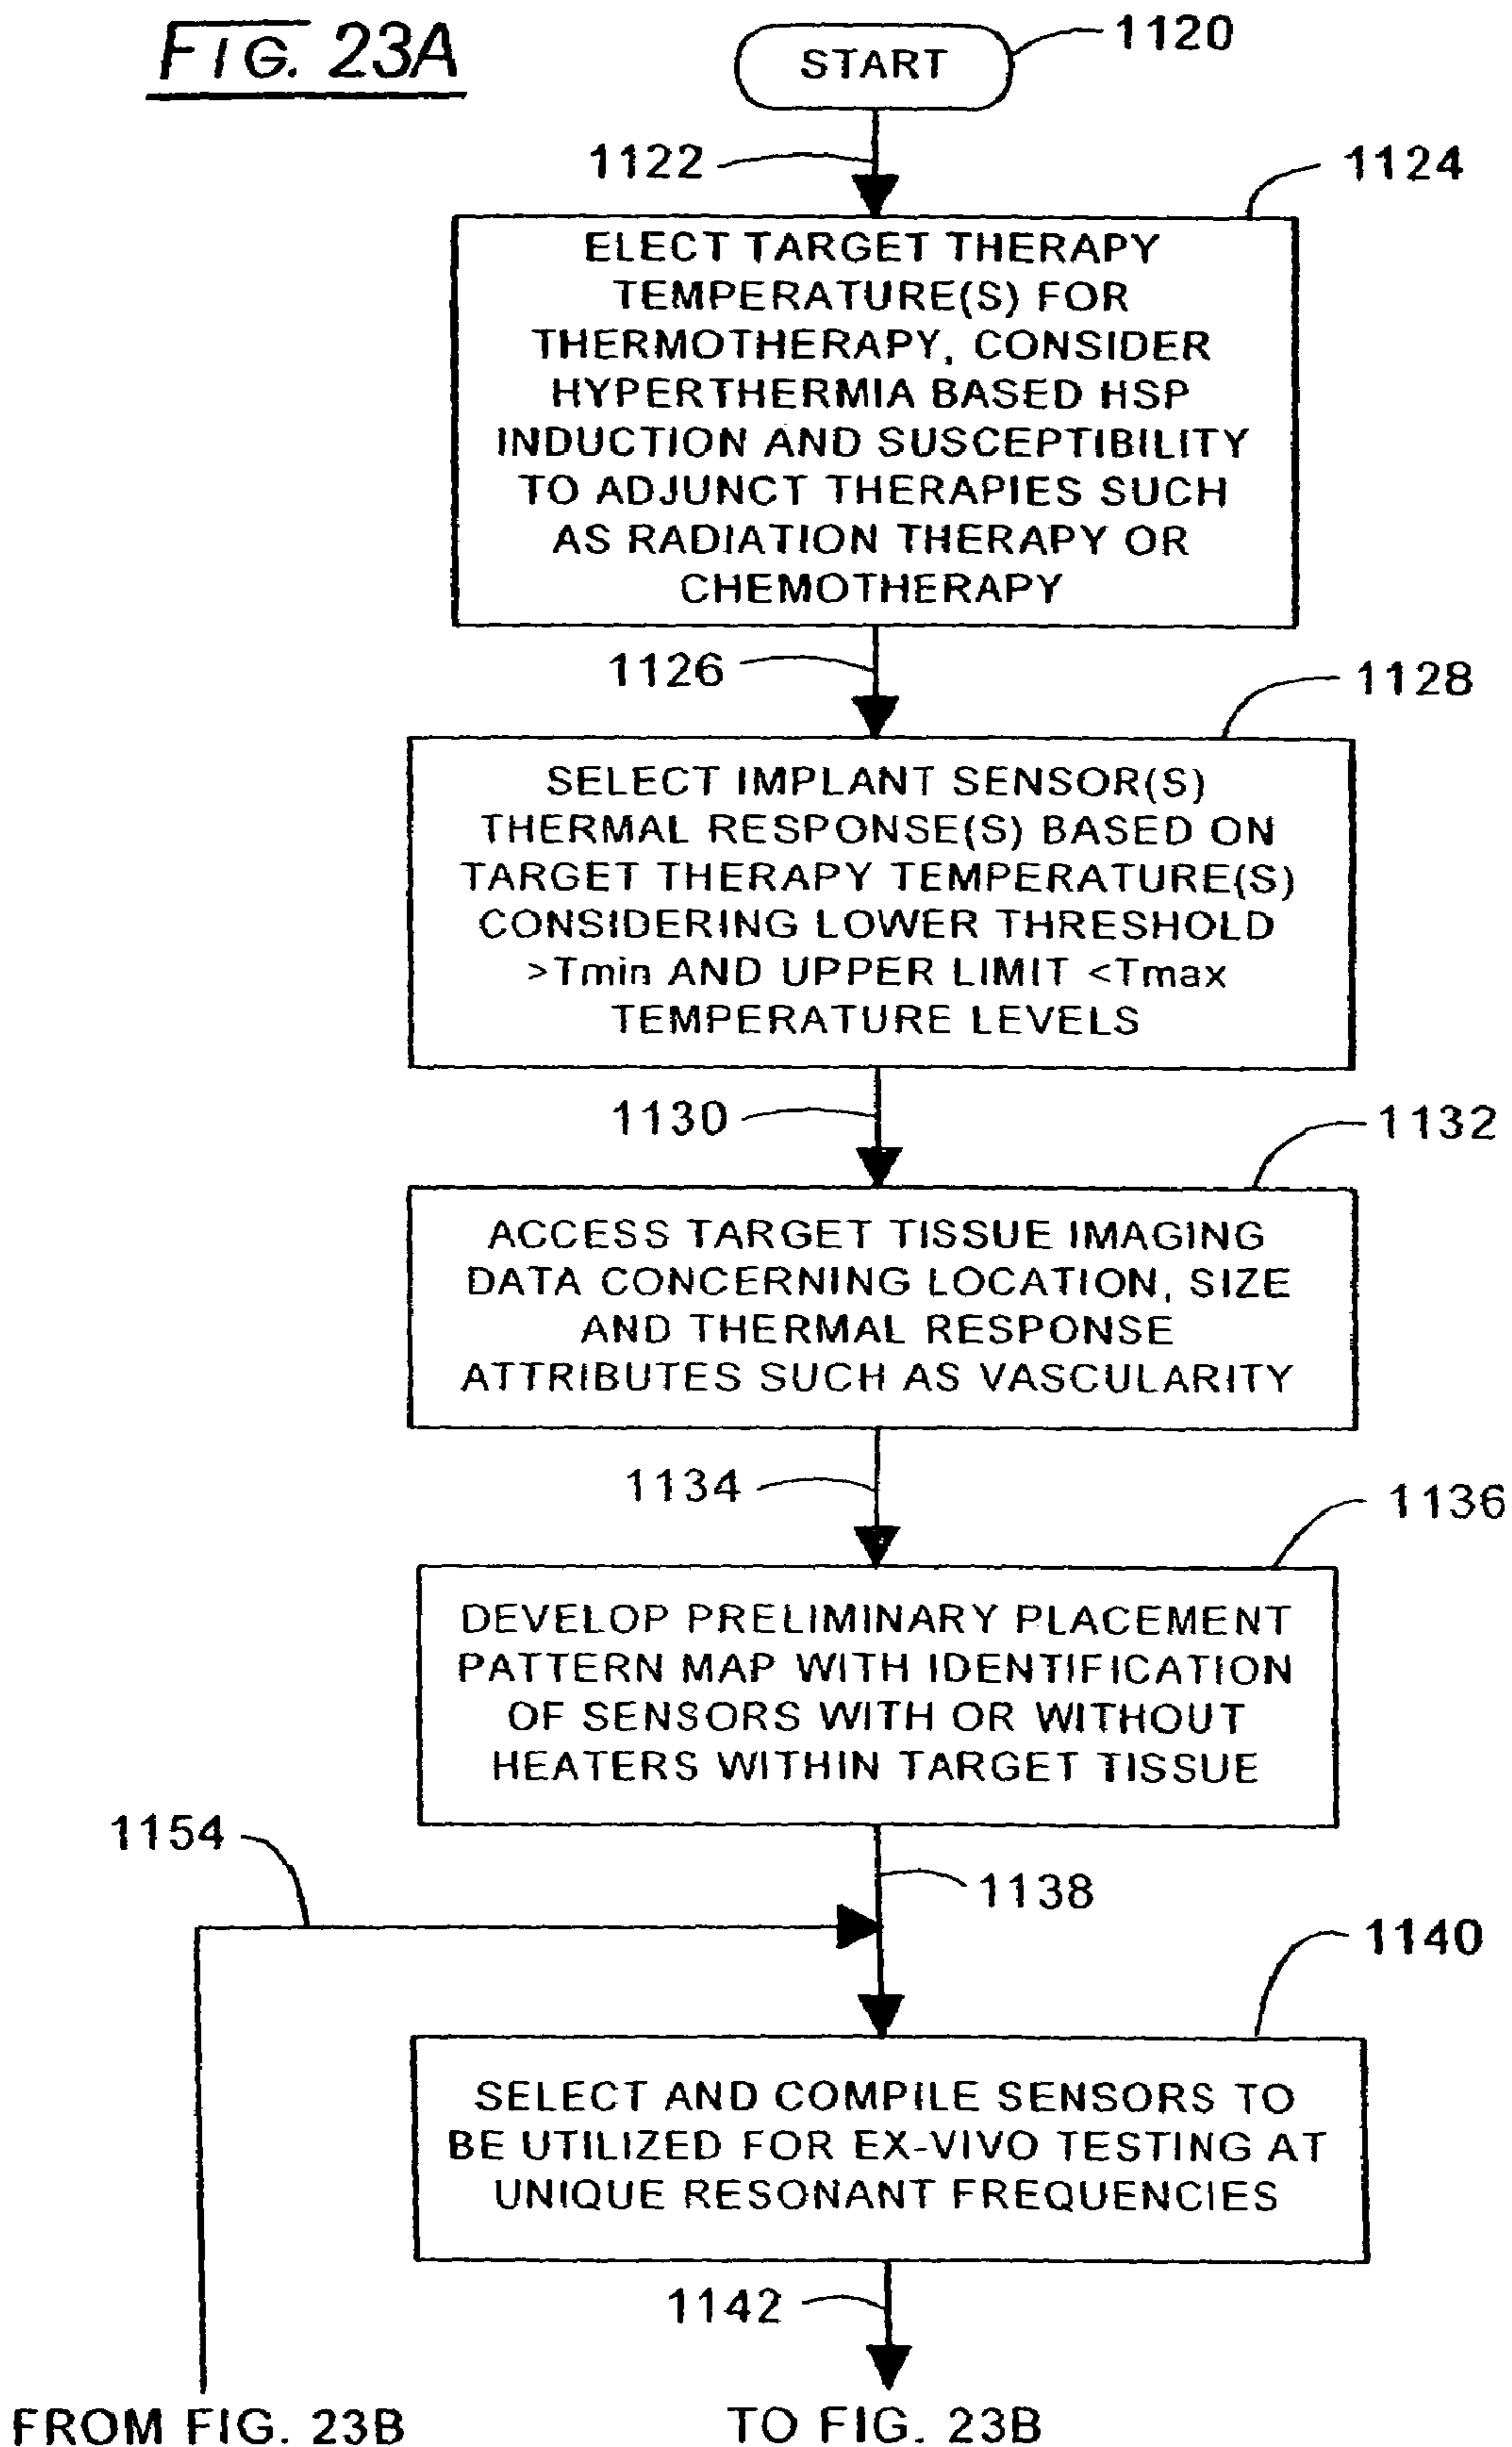 FIG. 23A
START
1120
1122
1124
ELECT TARGET THERAPY
TEMPERATURE(S) FOR
THERMOTHERAPY, CONSIDER
HYPERTHERMIA BASED HSP
INDUCTION AND SUSCEPTIBILITY
TO ADJUNCT THERAPIES SUCH
AS RADIATION THERAPY OR
CHEMOTHERAPY
1126
1128
SELECT IMPLANT SENSOR(S)
THERMAL RESPONSE(S) BASED ON
TARGET THERAPY TEMPERATURE(S)
CONSIDERING LOWER THRESHOLD
>Tmin AND UPPER LIMIT <Tmax
TEMPERATURE LEVELS
1130
1132
ACCESS TARGET TISSUE IMAGING
DATA CONCERNING LOCATION, SIZE
AND THERMAL RESPONSE
ATTRIBUTES SUCH AS VASCULARITY
1134
1136
DEVELOP PRELIMINARY PLACEMENT
PATTERN MAP WITH IDENTIFICATION
OF SENSORS WITH OR WITHOUT
HEATERS WITHIN TARGET TISSUE
1154
1138
1140
SELECT AND COMPILE SENSORS TO
BE UTILIZED FOR EX-VIVO TESTING AT
UNIQUE RESONANT FREQUENCIES
1142
FROM FIG. 23B
TO FIG. 23B